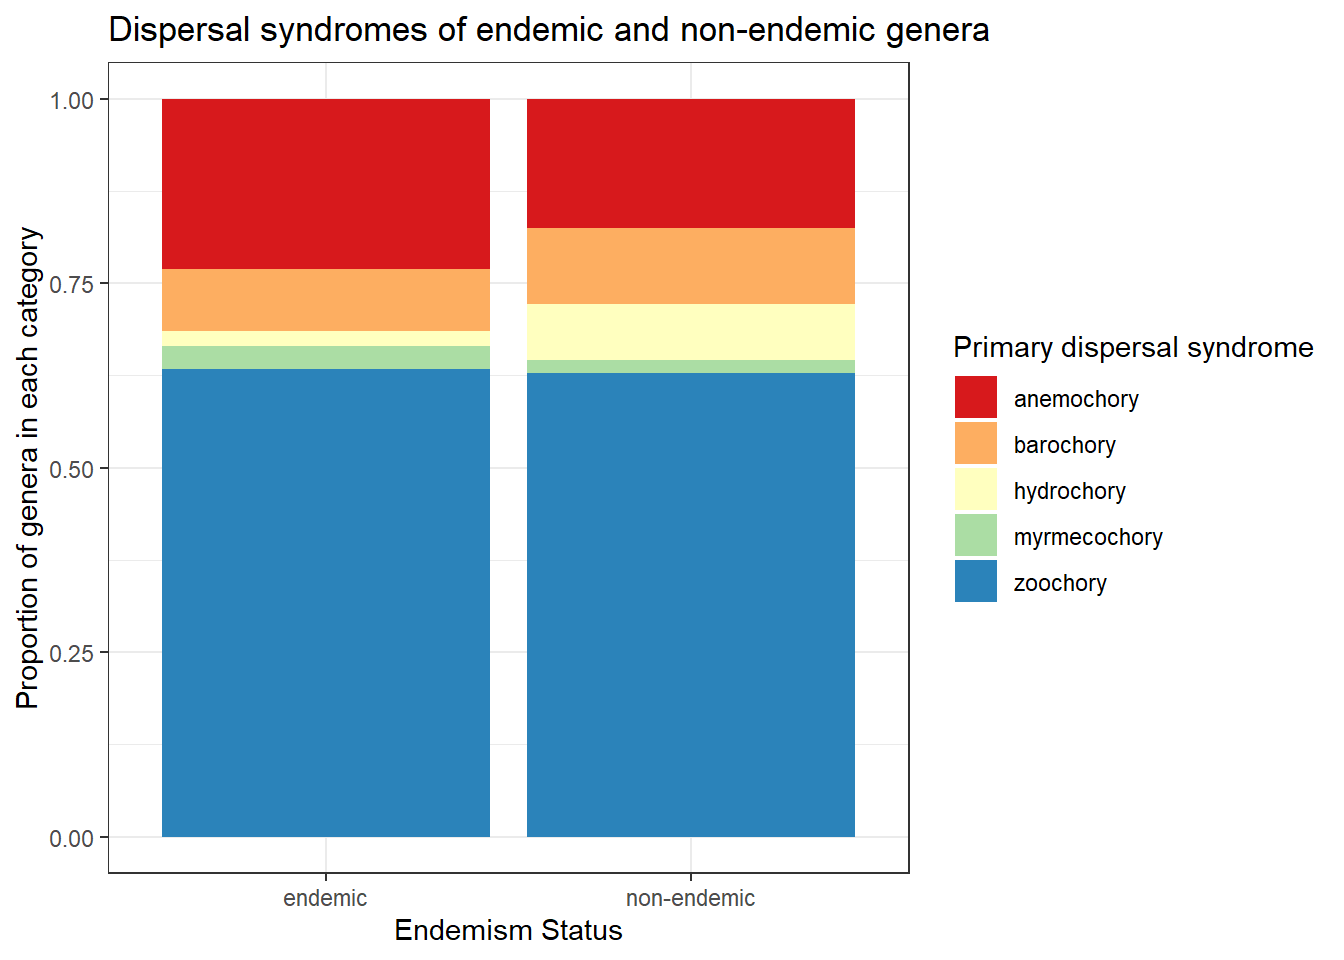 Dispersal syndromes of endemic and non-endemic genera
Proportion of genera in each category
1.00
0.75
0.50
0.25
0.00
endemic
non-endemic
Endemism Status
Primary dispersal syndrome
anemochory
barochory
hydrochory
myrmecochory
zoochory